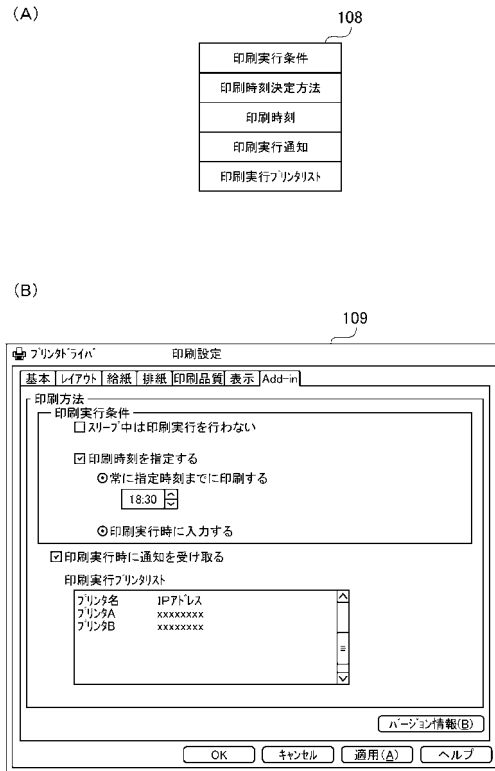 (A)
108
印刷実行条件
印刷時刻決定方法
印刷時刻
印刷実行通知
印刷実行プリンタリスト
(B)
109
プリンタドライバ 印刷設定
基本 レイアウト 給紙 排紙 印刷品質 表示 Add-in
印刷方法
印刷実行条件
スリープ中は印刷実行を行わない
印刷時刻を指定する
常に指定時刻までに印刷する
18:30
印刷実行時に入力する
印刷実行時に通知を受け取る
印刷実行プリンタリスト
プリンタ名 IPアドレス
プリンタA xxxxxxxx
プリンタB xxxxxxxx
バージョン情報(B)
OK キャンセル 適用(A) ヘルプ